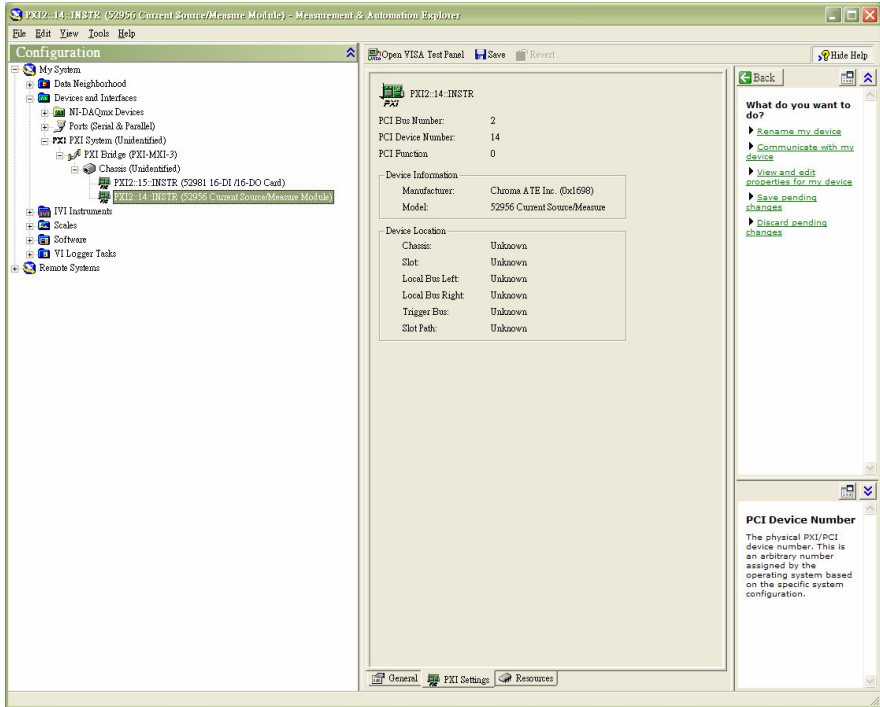 PXI2::14::INSTR (52956 Current Source/Measure Module) - Measurement & Automation Explorer
File Edit View Tools Help
Configuration
My System
Data Neighborhood
Devices and Interfaces
NI-DAQmx Devices
Ports (Serial & Parallel)
PXI PXI System (Unidentified)
PXI Bridge (PXI-MXI-3)
Chassis (Unidentified)
PXI2::15::INSTR (52981 16-DI /16-DO Card)
PXI2::14::INSTR (52956 Current Source/Measure Module)
IVI Instruments
Scales
Software
VI Logger Tasks
Remote Systems
Open VISA Test Panel Save Revert
Hide Help
PXI PXI2::14::INSTR
PCI Bus Number: 2
PCI Device Number: 14
PCI Function 0
Device Information
Manufacturer: Chroma ATE Inc. (0x1698)
Model: 52956 Current Source/Measure
Device Location
Chassis: Unknown
Slot: Unknown
Local Bus Left: Unknown
Local Bus Right: Unknown
Trigger Bus: Unknown
Slot Path: Unknown
General PXI Settings Resources
Back
What do you want to
do?
Rename my device
Communicate with my
device
View and edit
properties for my device
Save pending
changes
Discard pending
changes
PCI Device Number
The physical PXI/PCI
device number. This is
an arbitrary number
assigned by the
operating system based
on the specific system
configuration.